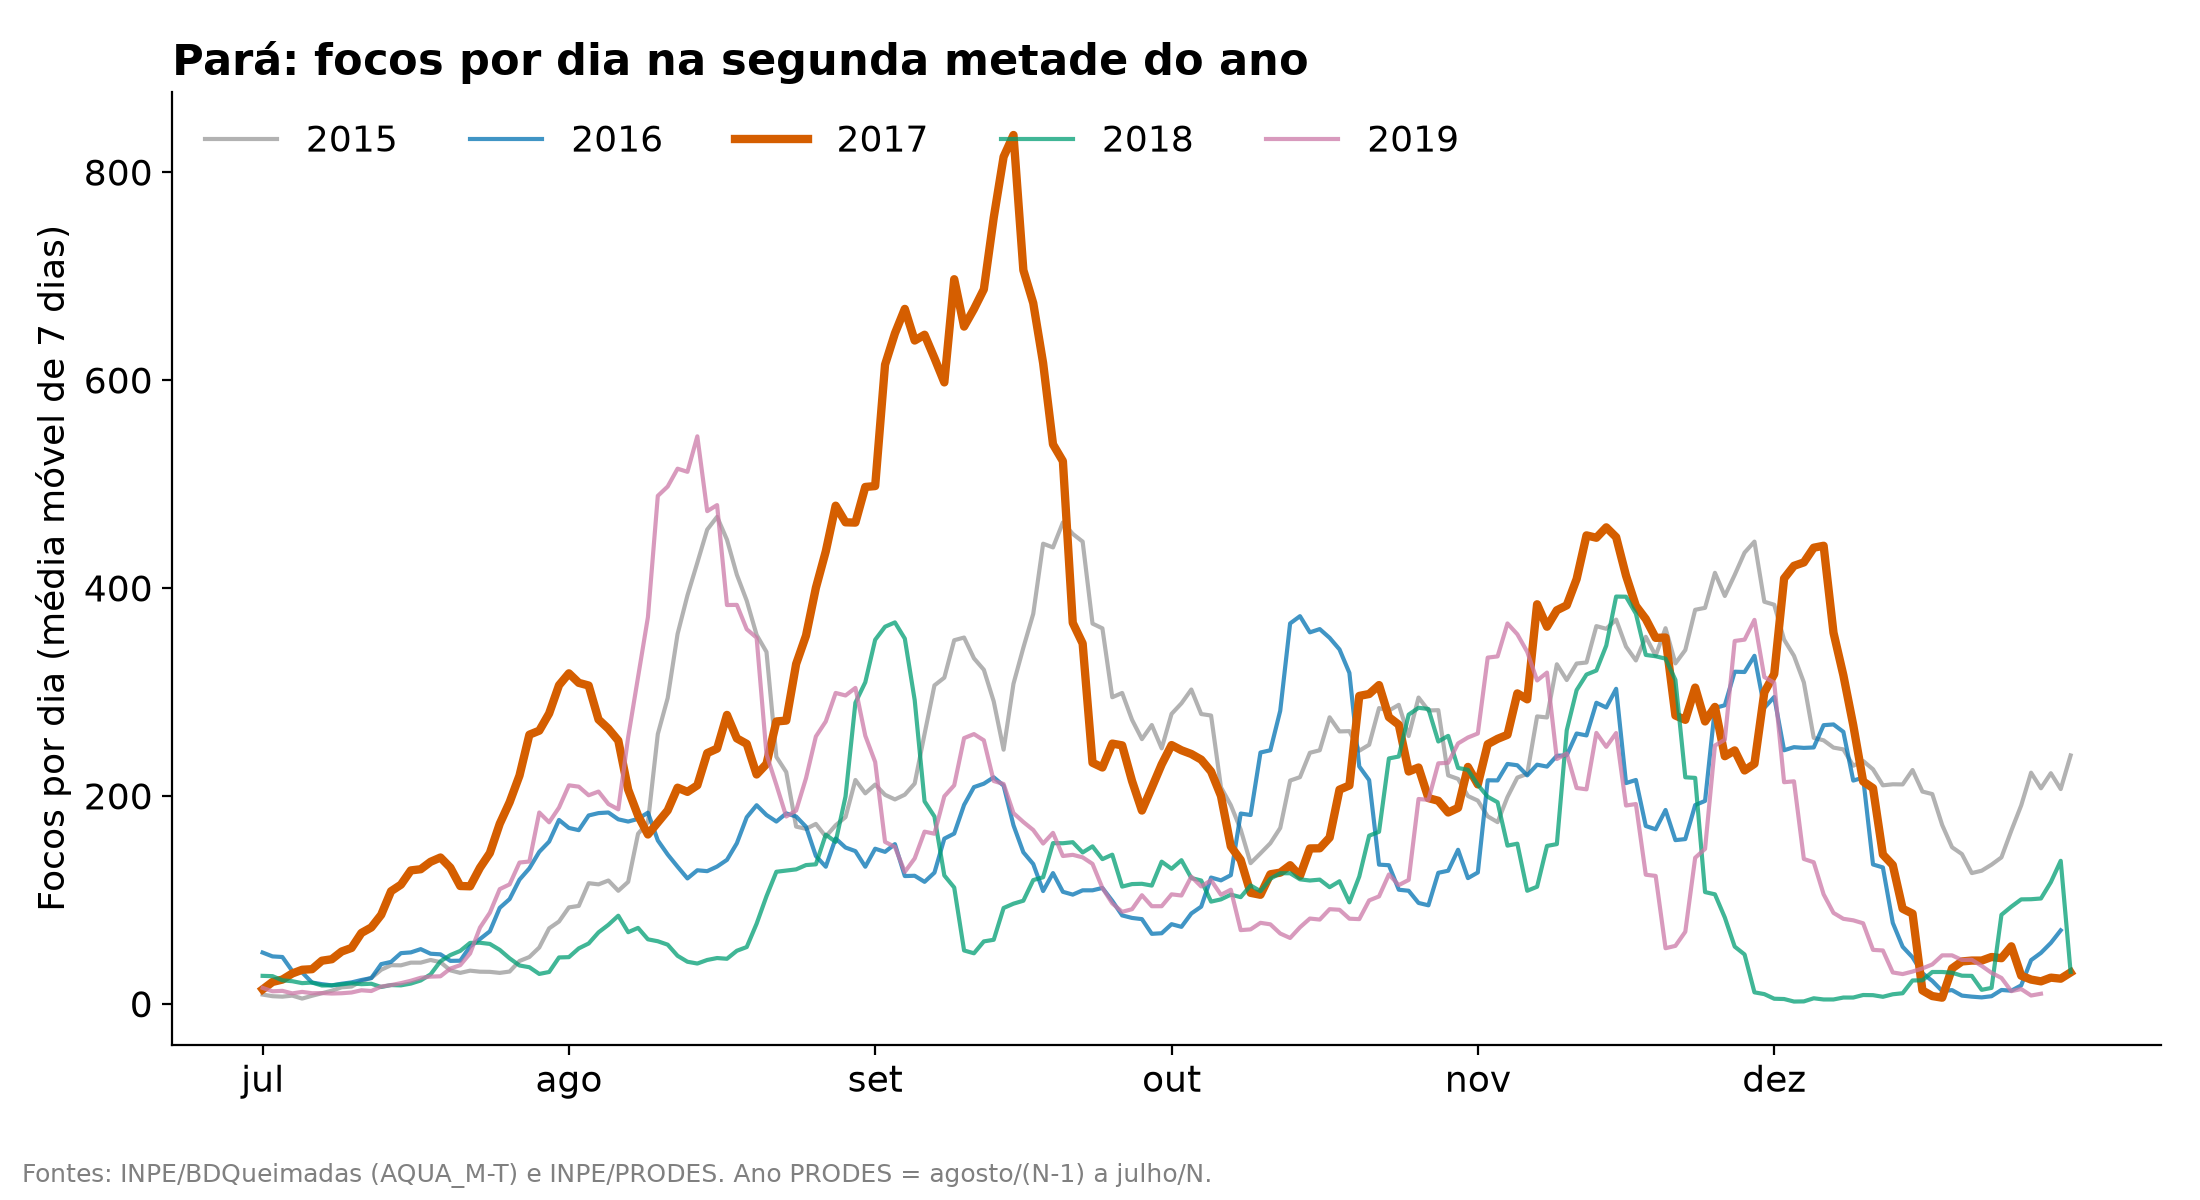 Pará: focos por dia na segunda metade do ano
2015 2016 2017 2018 2019
Focos por dia (média móvel de 7 dias)
800
600
400
200
0
jul ago set out nov dez
Fontes: INPE/BDQueimadas (AQUA_M-T) e INPE/PRODES. Ano PRODES = agosto/(N-1) a julho/N.